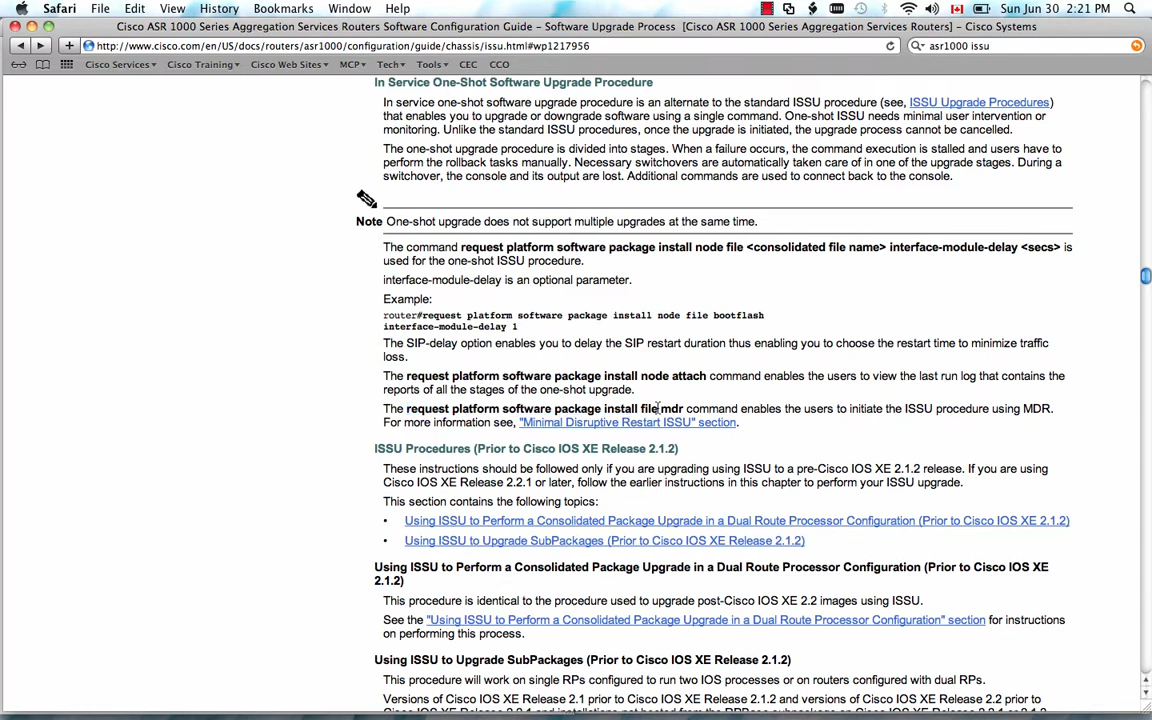 Safari File Edit View History Bookmarks Window Help Sun Jun 30 2:21 PM
Cisco ASR 1000 Series Aggregation Services Routers Software Configuration Guide - Software Upgrade Process [Cisco ASR 1000 Series Aggregation Services Routers] – Cisco Systems
http://www.cisco.com/en/US/docs/routers/asr1000/configuration/guide/chassis/issu.html#wp1217956 asr1000 issu
Cisco Services Cisco Training Cisco Web Sites MCP Tech Tools CEC CCO
In Service One-Shot Software Upgrade Procedure
In service one-shot software upgrade procedure is an alternate to the standard ISSU procedure (see, ISSU Upgrade Procedures)
that enables you to upgrade or downgrade software using a single command. One-shot ISSU needs minimal user intervention or
monitoring. Unlike the standard ISSU procedures, once the upgrade is initiated, the upgrade process cannot be cancelled.
The one-shot upgrade procedure is divided into stages. When a failure occurs, the command execution is stalled and users have to
perform the rollback tasks manually. Necessary switchovers are automatically taken care of in one of the upgrade stages. During a
switchover, the console and its output are lost. Additional commands are used to connect back to the console.
Note One-shot upgrade does not support multiple upgrades at the same time.
The command request platform software package install node file <consolidated file name> interface-module-delay <secs> is
used for the one-shot ISSU procedure.
interface-module-delay is an optional parameter.
Example:
router#request platform software package install node file bootflash
interface-module-delay 1
The SIP-delay option enables you to delay the SIP restart duration thus enabling you to choose the restart time to minimize traffic
loss.
The request platform software package install node attach command enables the users to view the last run log that contains the
reports of all the stages of the one-shot upgrade.
The request platform software package install file mdr command enables the users to initiate the ISSU procedure using MDR.
For more information see, "Minimal Disruptive Restart ISSU" section.
ISSU Procedures (Prior to Cisco IOS XE Release 2.1.2)
These instructions should be followed only if you are upgrading using ISSU to a pre-Cisco IOS XE 2.1.2 release. If you are using
Cisco IOS XE Release 2.2.1 or later, follow the earlier instructions in this chapter to perform your ISSU upgrade.
This section contains the following topics:
• Using ISSU to Perform a Consolidated Package Upgrade in a Dual Route Processor Configuration (Prior to Cisco IOS XE 2.1.2)
• Using ISSU to Upgrade SubPackages (Prior to Cisco IOS XE Release 2.1.2)
Using ISSU to Perform a Consolidated Package Upgrade in a Dual Route Processor Configuration (Prior to Cisco IOS XE
2.1.2)
This procedure is identical to the procedure used to upgrade post-Cisco IOS XE 2.2 images using ISSU.
See the "Using ISSU to Perform a Consolidated Package Upgrade in a Dual Route Processor Configuration" section for instructions
on performing this process.
Using ISSU to Upgrade SubPackages (Prior to Cisco IOS XE Release 2.1.2)
This procedure will work on single RPs configured to run two IOS processes or on routers configured with dual RPs.
Versions of Cisco IOS XE Release 2.1 prior to Cisco IOS XE Release 2.1.2 and versions of Cisco IOS XE Release 2.2 prior to